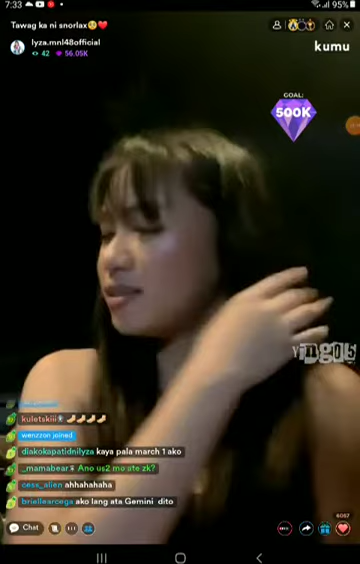 7:33
95%
Tawag ka ni snorlax
lyza.mnl48official
42 56.05K
kumu
GOAL:
500K
kuletskiii
wenzzon joined
diakokapatidnilyza kaya pala march 1 ako
_mamabear Ano us2 mo ate zk?
cess_alien ahhahahaha
briellearcega ako lang ata Gemini dito
Chat
6067